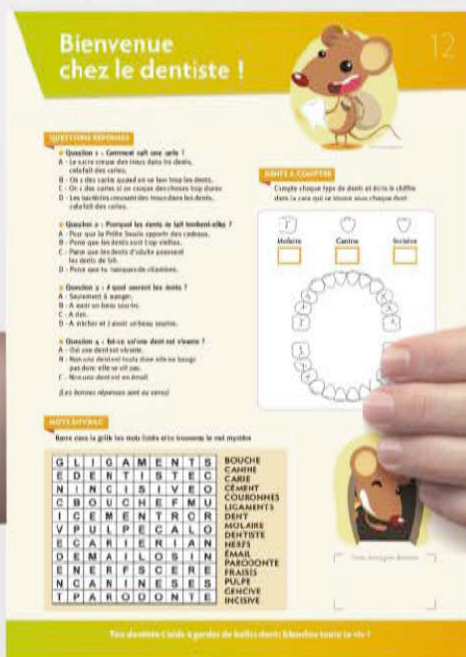 Bienvenue
chez le dentiste !
12
QUESTIONS RÉPONSES
Question 1 : Comment naît une carie ?
A - Le sucre creuse des trous dans les dents,
cela fait des caries.
B - On a des caries quand on se lave trop les dents.
C - On a des caries si on croque des choses trop dures
D - Les bactéries creusent des trous dans les dents,
cela fait des caries.
Question 2 : Pourquoi les dents de lait tombent-elles ?
A - Pour que la Petite Souris apporte des cadeaux.
B - Parce que les dents sont trop vieilles.
C - Parce que les dents d'adulte poussent
les dents de lait.
D - Parce que tu manques de vitamines.
Question 3 : A quoi servent les dents ?
A - Seulement à manger.
B - A avoir un beau sourire.
C - A rien.
D - A mâcher et à avoir un beau sourire.
Question 4 : Est-ce qu'une dent est vivante ?
A - Oui une dent est vivante.
B - Non une dent est toute dure elle ne bouge
pas donc elle ne vit pas.
C - Non une dent est en émail.
(Les bonnes réponses sont au verso)
DENTS A COMPTER
Compte chaque type de dents et écris le chiffre
dans la case qui se trouve sous chaque dent
Molaire
Canine
Incisive
MOTS EN VRAC
Barre dans la grille les mots listés et tu trouveras le mot mystère
G L I G A M E N T S
E D E N T I S T E C
N I N C I S I V E O
C B O U C H E F M U
I C E M E N T R O R
V P U L P E C A L O
E C A R I E R I A N
D E M A I L O S I N
E N E R F S C E R E
N C A N I N E S E S
T P A R O D O N T E
BOUCHE
CANINE
CARIE
CÉMENT
COURONNES
LIGAMENTS
DENT
MOLAIRE
DENTISTE
NERFS
ÉMAIL
PARODONTE
FRAISES
PULPE
GENCIVE
INCISIVE
Ton dentiste t'aide à garder de belles dents blanches toute la vie !